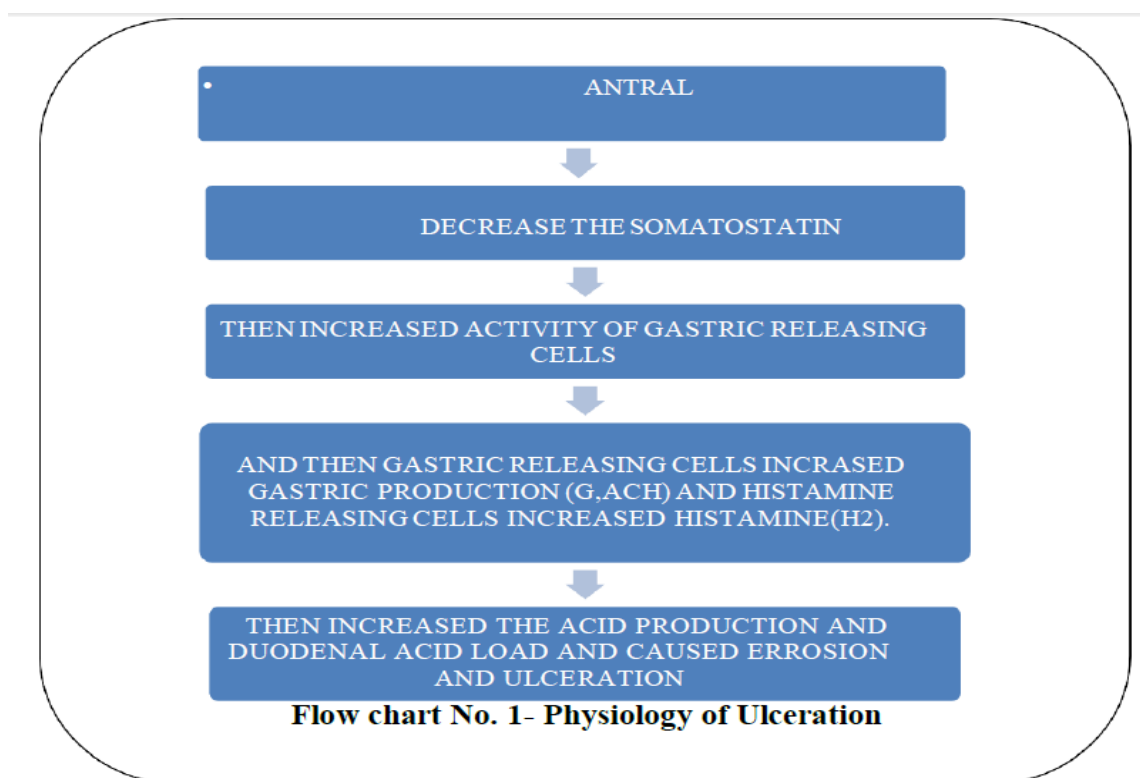 • ANTRAL
DECREASE THE SOMATOSTATIN
THEN INCREASED ACTIVITY OF GASTRIC RELEASING
CELLS
AND THEN GASTRIC RELEASING CELLS INCRASED
GASTRIC PRODUCTION (G,ACH) AND HISTAMINE
RELEASING CELLS INCREASED HISTAMINE(H2).
THEN INCREASED THE ACID PRODUCTION AND
DUODENAL ACID LOAD AND CAUSED ERROSION
AND ULCERATION
Flow chart No. 1- Physiology of Ulceration